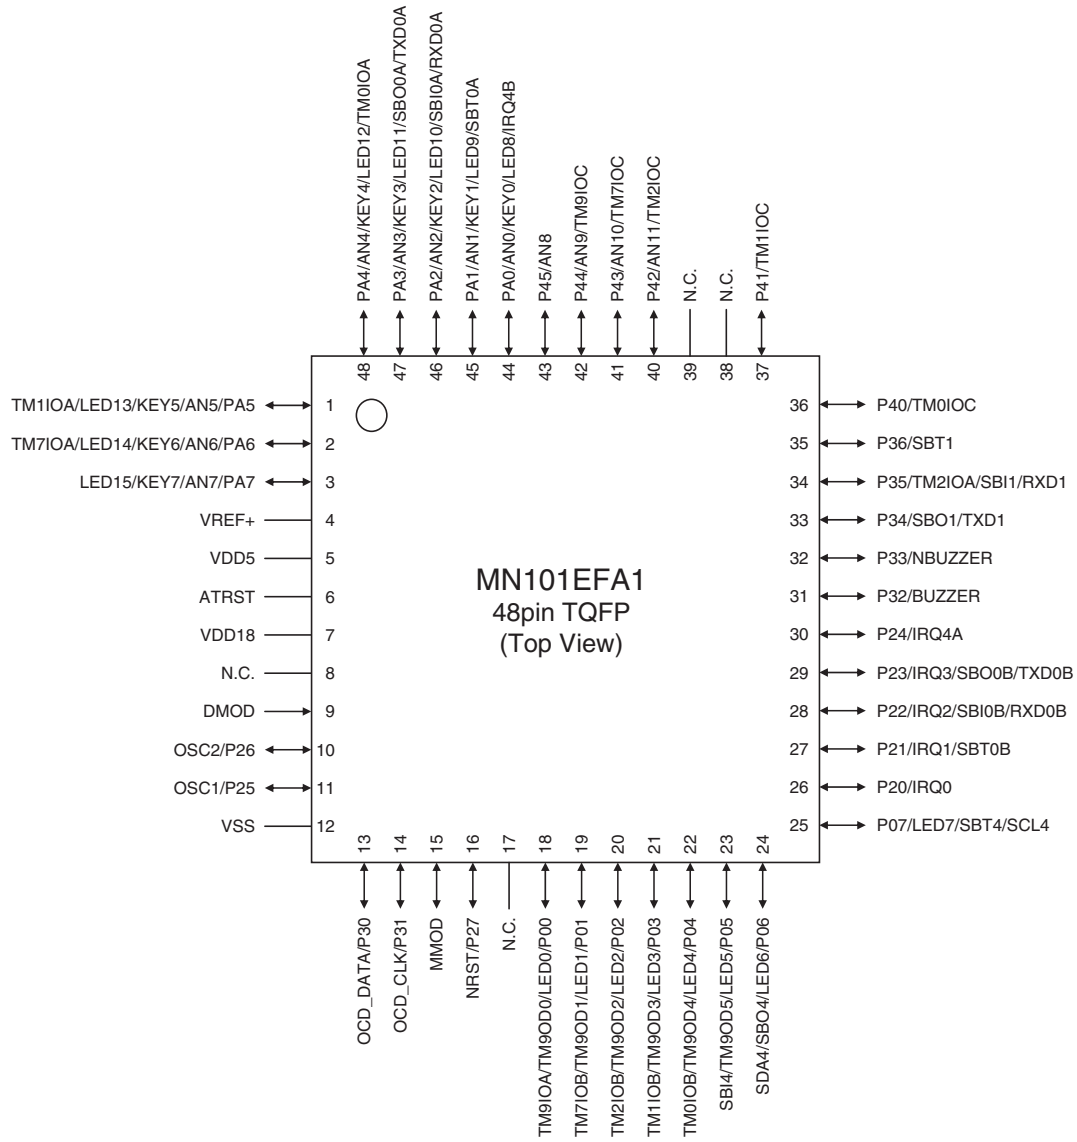 PA4/AN4/KEY4/LED12/TM0IOA
PA3/AN3/KEY3/LED11/SBO0A/TXD0A
PA2/AN2/KEY2/LED10/SBI0A/RXD0A
PA1/AN1/KEY1/LED9/SBT0A
PA0/AN0/KEY0/LED8/IRQ4B
P45/AN8
P44/AN9/TM9IOC
P43/AN10/TM7IOC
P42/AN11/TM2IOC
N.C.
N.C.
P41/TM1IOC
48
47
46
45
44
43
42
41
40
39
38
37
TM1IOA/LED13/KEY5/AN5/PA5 1
TM7IOA/LED14/KEY6/AN6/PA6 2
LED15/KEY7/AN7/PA7 3
VREF+ 4
VDD5 5
ATRST 6
VDD18 7
N.C. 8
DMOD 9
OSC2/P26 10
OSC1/P25 11
VSS 12
MN101EFA1
48pin TQFP
(Top View)
36 P40/TM0IOC
35 P36/SBT1
34 P35/TM2IOA/SBI1/RXD1
33 P34/SBO1/TXD1
32 P33/NBUZZER
31 P32/BUZZER
30 P24/IRQ4A
29 P23/IRQ3/SBO0B/TXD0B
28 P22/IRQ2/SBI0B/RXD0B
27 P21/IRQ1/SBT0B
26 P20/IRQ0
25 P07/LED7/SBT4/SCL4
13
14
15
16
17
18
19
20
21
22
23
24
OCD_DATA/P30
OCD_CLK/P31
MMOD
NRST/P27
N.C.
TM9IOA/TM9OD0/LED0/P00
TM7IOB/TM9OD1/LED1/P01
TM2IOB/TM9OD2/LED2/P02
TM1IOB/TM9OD3/LED3/P03
TM0IOB/TM9OD4/LED4/P04
SBI4/TM9OD5/LED5/P05
SDA4/SBO4/LED6/P06